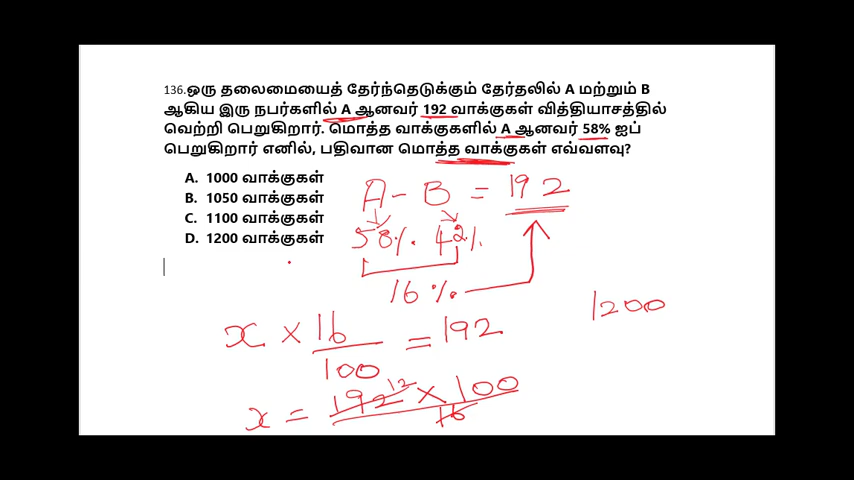 136.ஒரு தலைமையைத் தேர்ந்தெடுக்கும் தேர்தலில் A மற்றும் B
ஆகிய இரு நபர்களில் A ஆனவர் 192 வாக்குகள் வித்தியாசத்தில்
வெற்றி பெறுகிறார். மொத்த வாக்குகளில் A ஆனவர் 58% ஐப்
பெறுகிறார் எனில், பதிவான மொத்த வாக்குகள் எவ்வளவு?
A. 1000 வாக்குகள்
B. 1050 வாக்குகள்
C. 1100 வாக்குகள்
D. 1200 வாக்குகள்
A - B = 192
58% 42%
16%
1200
x × 16/100 = 192
x = 192 12 × 100 / 16